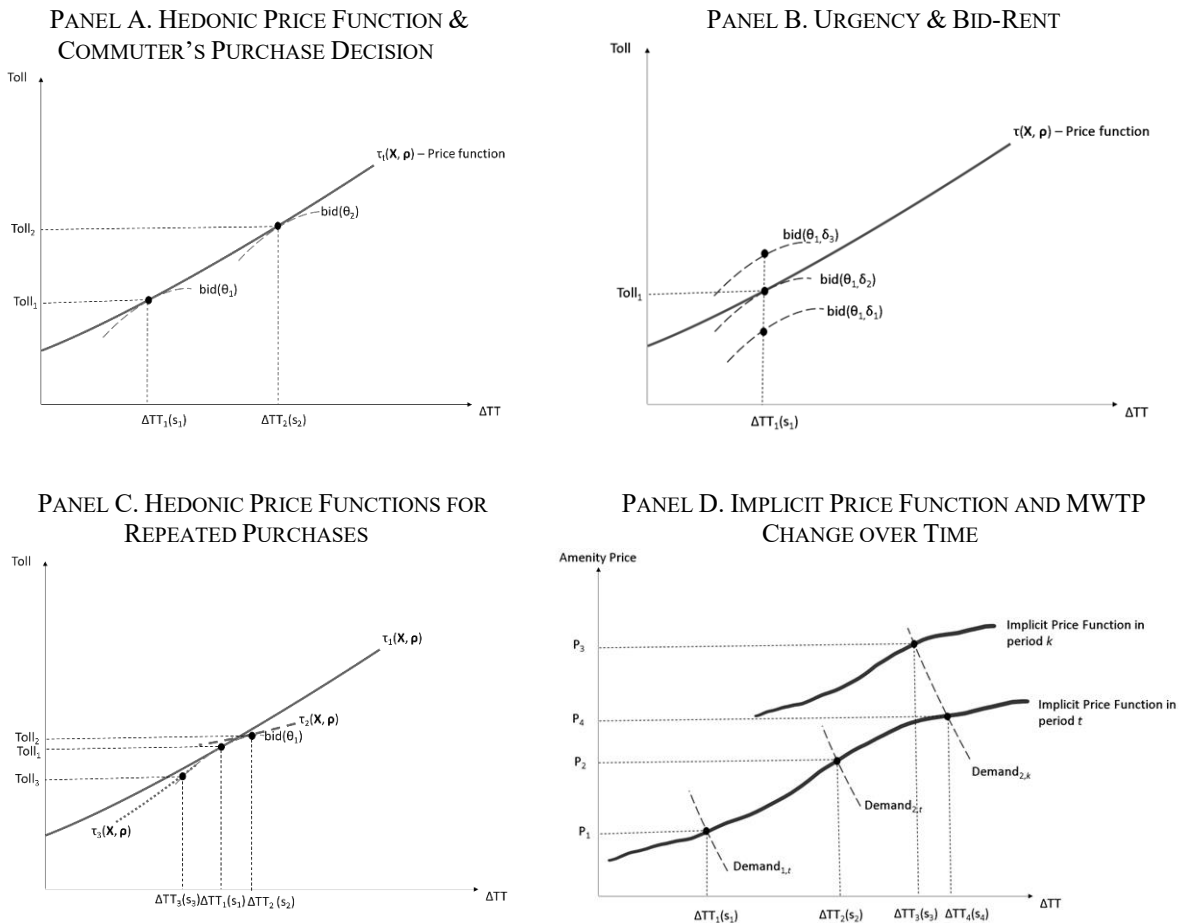 PANEL A. HEDONIC PRICE FUNCTION &
COMMUTER'S PURCHASE DECISION
Toll
τ₁(X, ρ) – Price function
bid(θ₂)
Toll₂
bid(θ₁)
Toll₁
ΔTT
ΔTT₁(s₁)
ΔTT₂(s₂)
PANEL B. URGENCY & BID-RENT
Toll
τ(X, ρ) – Price function
bid(θ₁,δ₃)
bid(θ₁,δ₂)
Toll₁
bid(θ₁,δ₁)
ΔTT
ΔTT₁(s₁)
PANEL C. HEDONIC PRICE FUNCTIONS FOR
REPEATED PURCHASES
Toll
τ₁(X, ρ)
τ₂(X, ρ)
Toll₂
bid(θ₁)
Toll₁
Toll₃
τ₃(X, ρ)
ΔTT
ΔTT₃(s₃)
ΔTT₁(s₁)
ΔTT₂ (s₂)
PANEL D. IMPLICIT PRICE FUNCTION AND MWTP
CHANGE OVER TIME
Amenity Price
Implicit Price Function in
period k
P₃
Implicit Price Function in
period t
P₄
P₂
Demand₂,ₖ
Demand₂,ₜ
P₁
Demand₁,ₜ
ΔTT
ΔTT₁(s₁)
ΔTT₂(s₂)
ΔTT₃(s₃)
ΔTT₄(s₄)